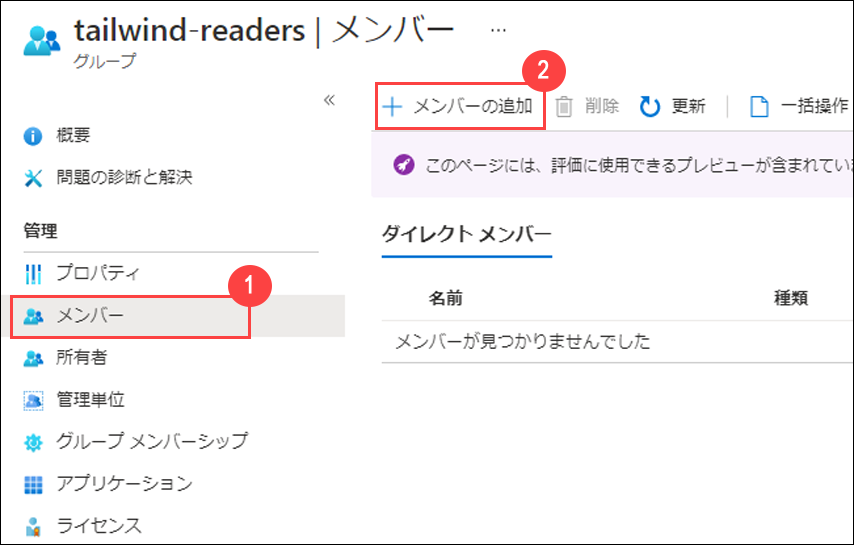 tailwind-readers | メンバー ...
グループ
«
概要
問題の診断と解決
管理
プロパティ
1
メンバー
所有者
管理単位
グループ メンバーシップ
アプリケーション
ライセンス
2
+ メンバーの追加 削除 更新 | 一括操作
このページには、評価に使用できるプレビューが含まれてい
ダイレクト メンバー
名前 種類
メンバーが見つかりませんでした